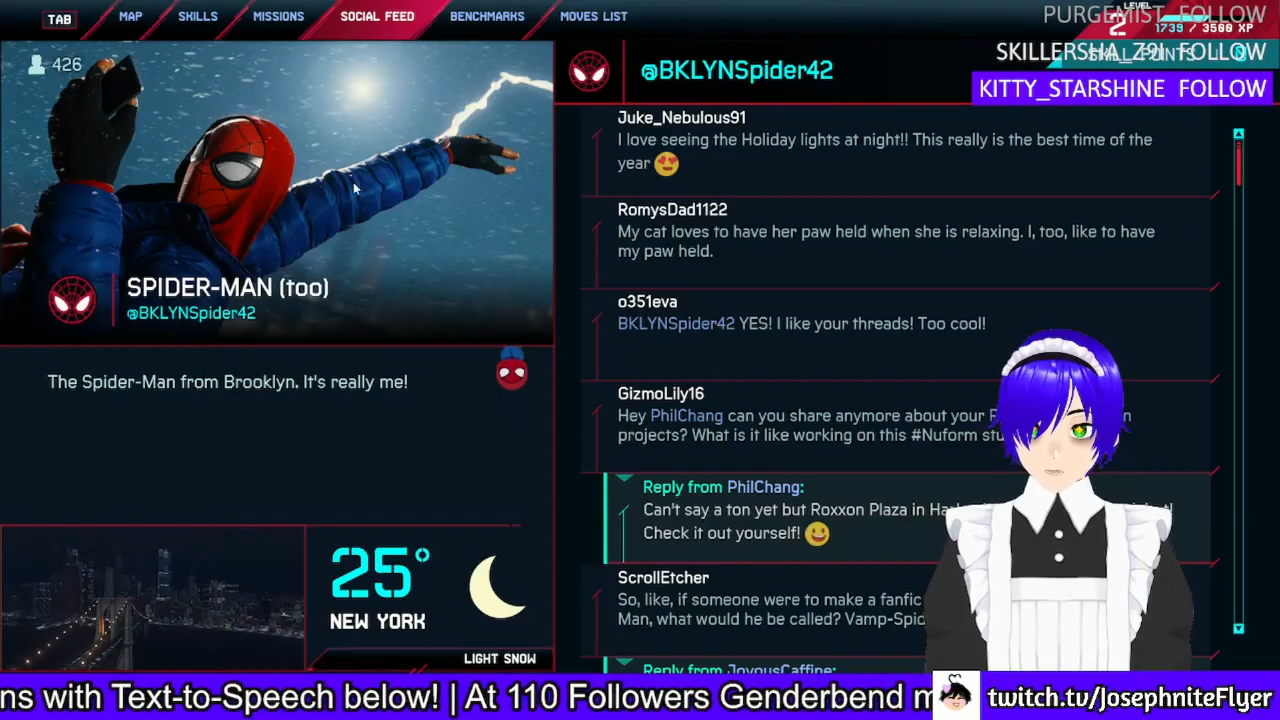 TAB
MAP
SKILLS
MISSIONS
SOCIAL FEED
BENCHMARKS
MOVES LIST
LEVEL
2
1739 / 3500 XP
PURGEMIST_ FOLLOW
SKILLERSHA_Z91 FOLLOW
KITTY_STARSHINE FOLLOW
426
SPIDER-MAN (too)
@BKLYNSpider42
The Spider-Man from Brooklyn. It's really me!
25°
NEW YORK
LIGHT SNOW
@BKLYNSpider42
Juke_Nebulous91
I love seeing the Holiday lights at night!! This really is the best time of the
year 😍
RomysDad1122
My cat loves to have her paw held when she is relaxing. I, too, like to have
my paw held.
o351eva
BKLYNSpider42 YES! I like your threads! Too cool!
GizmoLily16
Hey PhilChang can you share anymore about your
projects? What is it like working on this #Nuform
Reply from PhilChang:
Can't say a ton yet but Roxxon Plaza in
Check it out yourself! 😃
ScrollEtcher
So, like, if someone were to make a fanfic
Man, what would he be called?
Reply from JoyousCaffine:
ns with Text-to-Speech below! | At 110 Followers Genderbend
twitch.tv/JosephniteFlyer